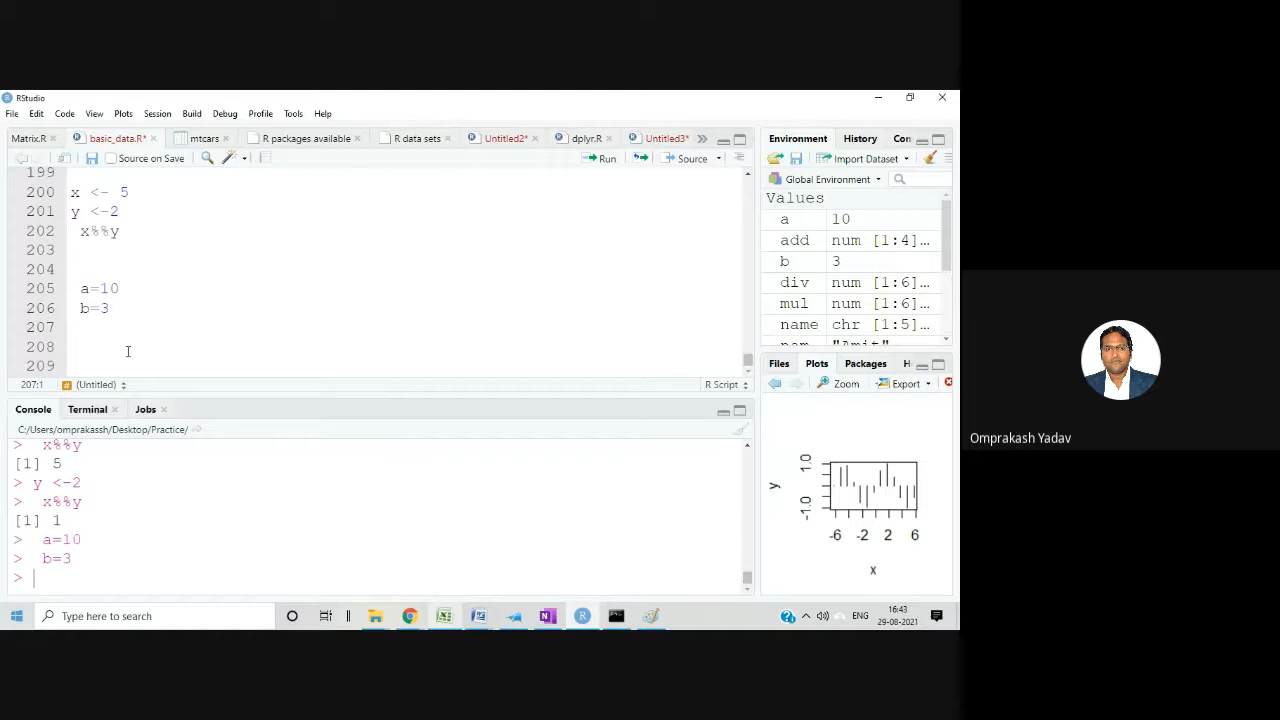 RStudio
File Edit Code View Plots Session Build Debug Profile Tools Help
Matrix.R basic_data.R* mtcars R packages available R data sets Untitled2* dplyr.R Untitled3*
Source on Save Run Source
199
200 x <- 5
201 y <-2
202 x%%y
203
204
205 a=10
206 b=3
207
208
209
207:1 (Untitled) R Script
Console Terminal Jobs
C:/Users/omprakassh/Desktop/Practice/
> x%%y
[1] 5
> y <-2
> x%%y
[1] 1
> a=10
> b=3
>
Environment History Con
Import Dataset
Global Environment
Values
a 10
add num [1:4]...
b 3
div num [1:6]...
mul num [1:6]...
name chr [1:5]...
Files Plots Packages H
Zoom Export
y
-1.0 1.0
-6 -2 2 6
x
Type here to search
ENG
16:43
29-08-2021
Omprakash Yadav